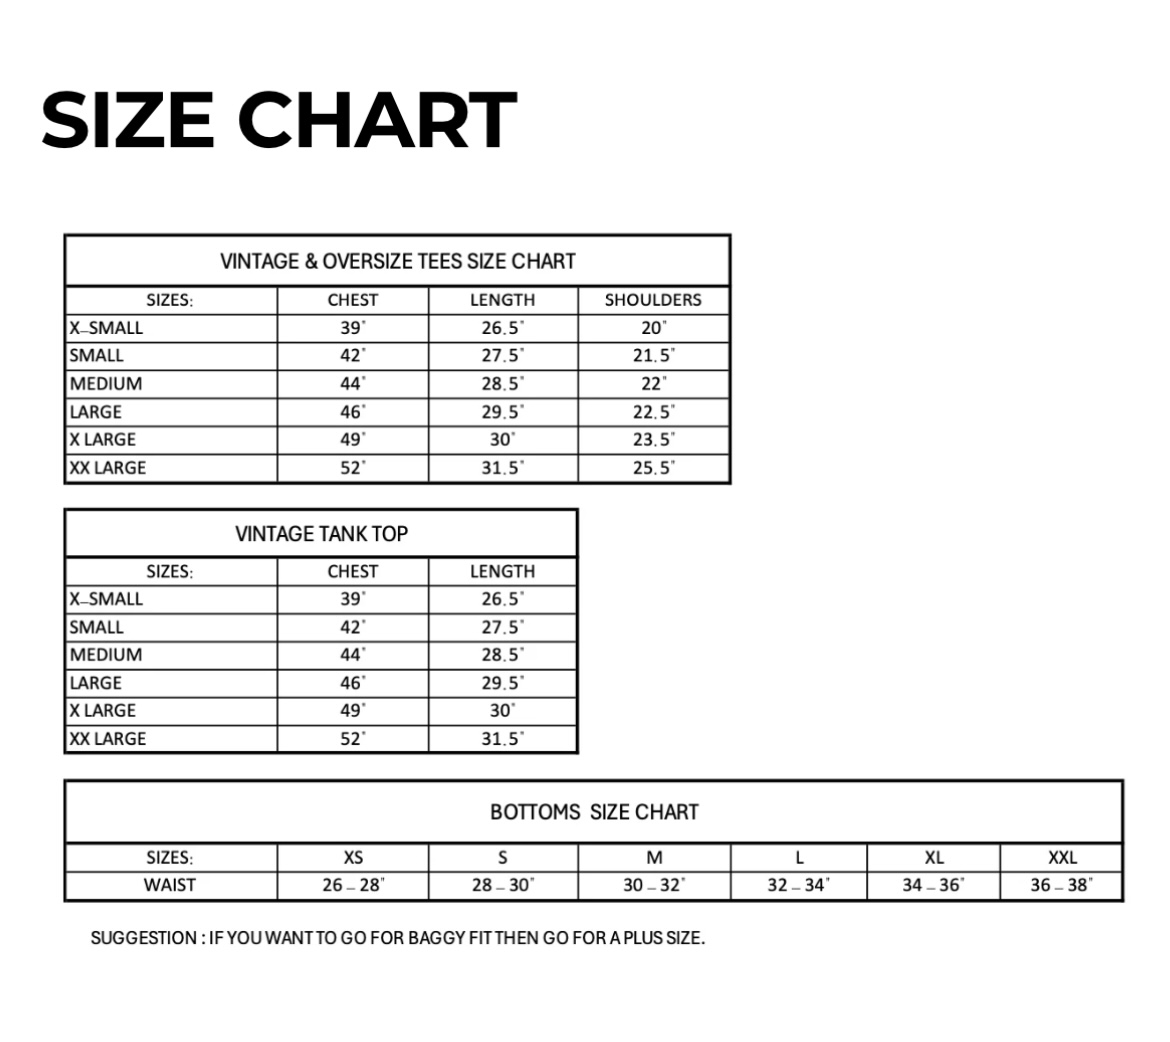 SIZE CHART
VINTAGE & OVERSIZE TEES SIZE CHART
SIZES: CHEST LENGTH SHOULDERS
X-SMALL 39" 26.5" 20"
SMALL 42" 27.5" 21.5"
MEDIUM 44" 28.5" 22"
LARGE 46" 29.5" 22.5"
X LARGE 49" 30" 23.5"
XX LARGE 52" 31.5" 25.5"
VINTAGE TANK TOP
SIZES: CHEST LENGTH
X-SMALL 39" 26.5"
SMALL 42" 27.5"
MEDIUM 44" 28.5"
LARGE 46" 29.5"
X LARGE 49" 30"
XX LARGE 52" 31.5"
BOTTOMS SIZE CHART
SIZES: XS S M L XL XXL
WAIST 26 – 28" 28 – 30" 30 – 32" 32 – 34" 34 – 36" 36 – 38"
SUGGESTION : IF YOU WANT TO GO FOR BAGGY FIT THEN GO FOR A PLUS SIZE.